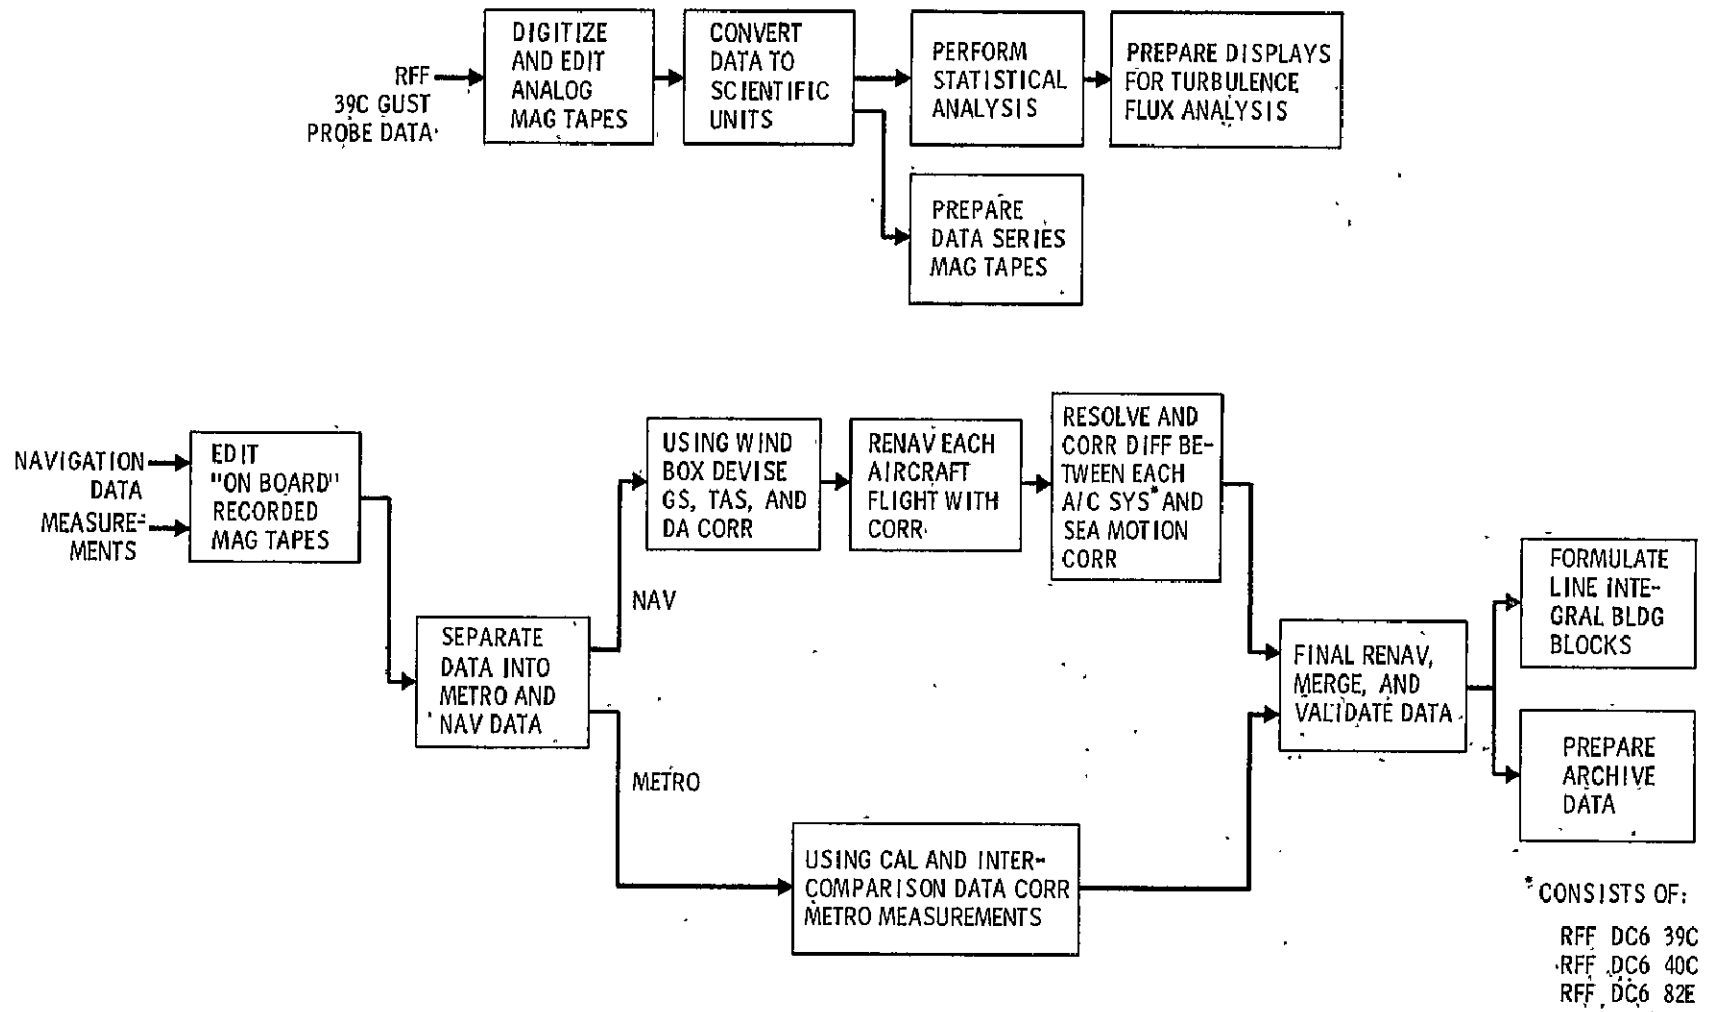 RFF
39C GUST
PROBE DATA
DIGITIZE
AND EDIT
ANALOG
MAG TAPES
CONVERT
DATA TO
SCIENTIFIC
UNITS
PERFORM
STATISTICAL
ANALYSIS
PREPARE DISPLAYS
FOR TURBULENCE
FLUX ANALYSIS
PREPARE
DATA SERIES
MAG TAPES
NAVIGATION
DATA
MEASURE-
MENTS
EDIT
"ON BOARD"
RECORDED
MAG TAPES
SEPARATE
DATA INTO
METRO AND
NAV DATA
NAV
METRO
USING WIND
BOX DEVISE
GS, TAS, AND
DA CORR
RENAV EACH
AIRCRAFT
FLIGHT WITH
CORR
RESOLVE AND
CORR DIFF BE-
TWEEN EACH
A/C SYS* AND
SEA MOTION
CORR
USING CAL AND INTER-
COMPARISON DATA CORR
METRO MEASUREMENTS
FINAL RENAV,
MERGE, AND
VALIDATE DATA
FORMULATE
LINE INTE-
GRAL BLDG
BLOCKS
PREPARE
ARCHIVE
DATA
*CONSISTS OF:
RFF DC6 39C
RFF DC6 40C
RFF DC6 82E